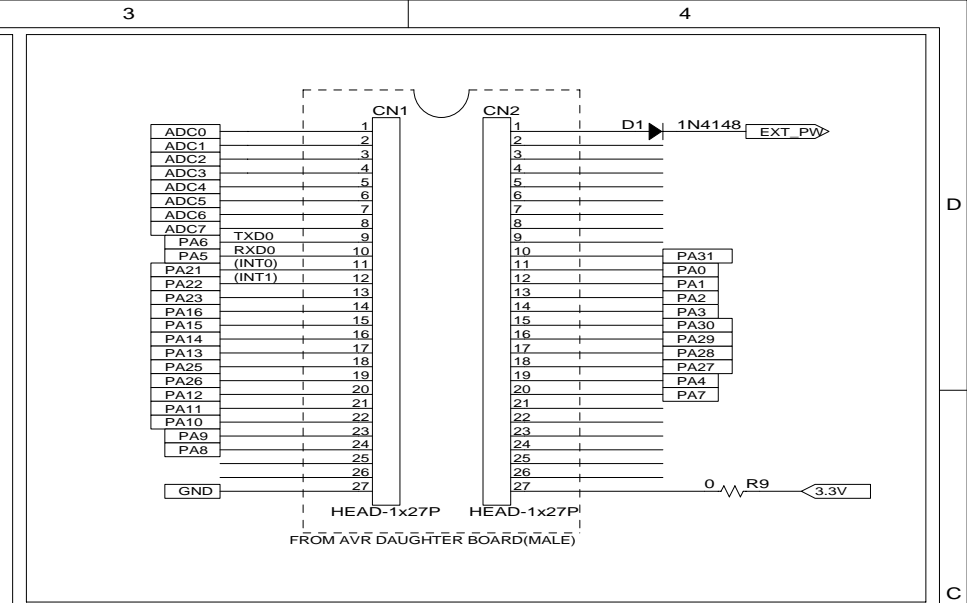 3 4
CN1 CN2
ADC0 1 1 D1 1N4148 EXT_PW
ADC1 2 2
ADC2 3 3
ADC3 4 4
ADC4 5 5
ADC5 6 6
ADC6 7 7
ADC7 8 8
PA6 TXD0 9 9
PA5 RXD0 10 10 PA31
PA21 (INT0) 11 11 PA0
PA22 (INT1) 12 12 PA1
PA23 13 13 PA2
PA16 14 14 PA3
PA15 15 15 PA30
PA14 16 16 PA29
PA13 17 17 PA28
PA25 18 18 PA27
PA26 19 19 PA4
PA12 20 20 PA7
PA11 21 21
PA10 22 22
PA9 23 23
PA8 24 24
25 25
26 26
GND 27 27 0 R9 3.3V
HEAD-1x27P HEAD-1x27P
FROM AVR DAUGHTER BOARD(MALE)
D
C